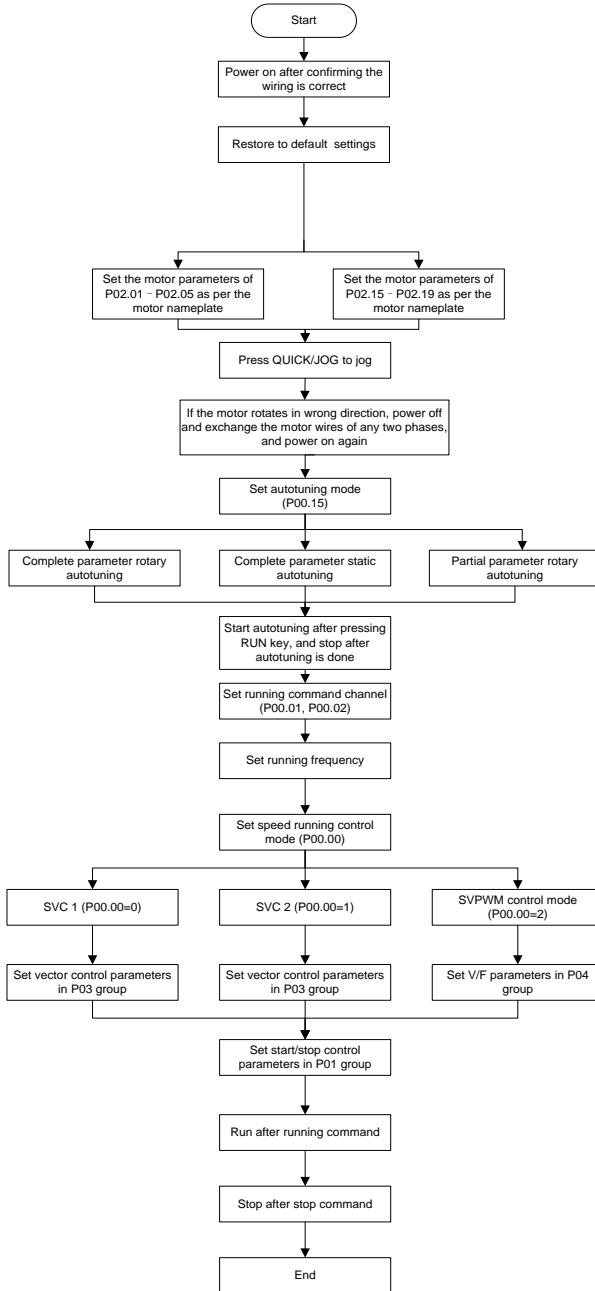 Start
Power on after confirming the
wiring is correct
Restore to default settings
Set the motor parameters of
P02.01–P02.05 as per the
motor nameplate
Set the motor parameters of
P02.15–P02.19 as per the
motor nameplate
Press QUICK/JOG to jog
If the motor rotates in wrong direction, power off
and exchange the motor wires of any two phases,
and power on again
Set autotuning mode
(P00.15)
Complete parameter rotary
autotuning
Complete parameter static
autotuning
Partial parameter rotary
autotuning
Start autotuning after pressing
RUN key, and stop after
autotuning is done
Set running command channel
(P00.01, P00.02)
Set running frequency
Set speed running control
mode (P00.00)
SVC 1 (P00.00=0)
SVC 2 (P00.00=1)
SVPWM control mode
(P00.00=2)
Set vector control parameters
in P03 group
Set vector control parameters
in P03 group
Set V/F parameters in P04
group
Set start/stop control
parameters in P01 group
Run after running command
Stop after stop command
End